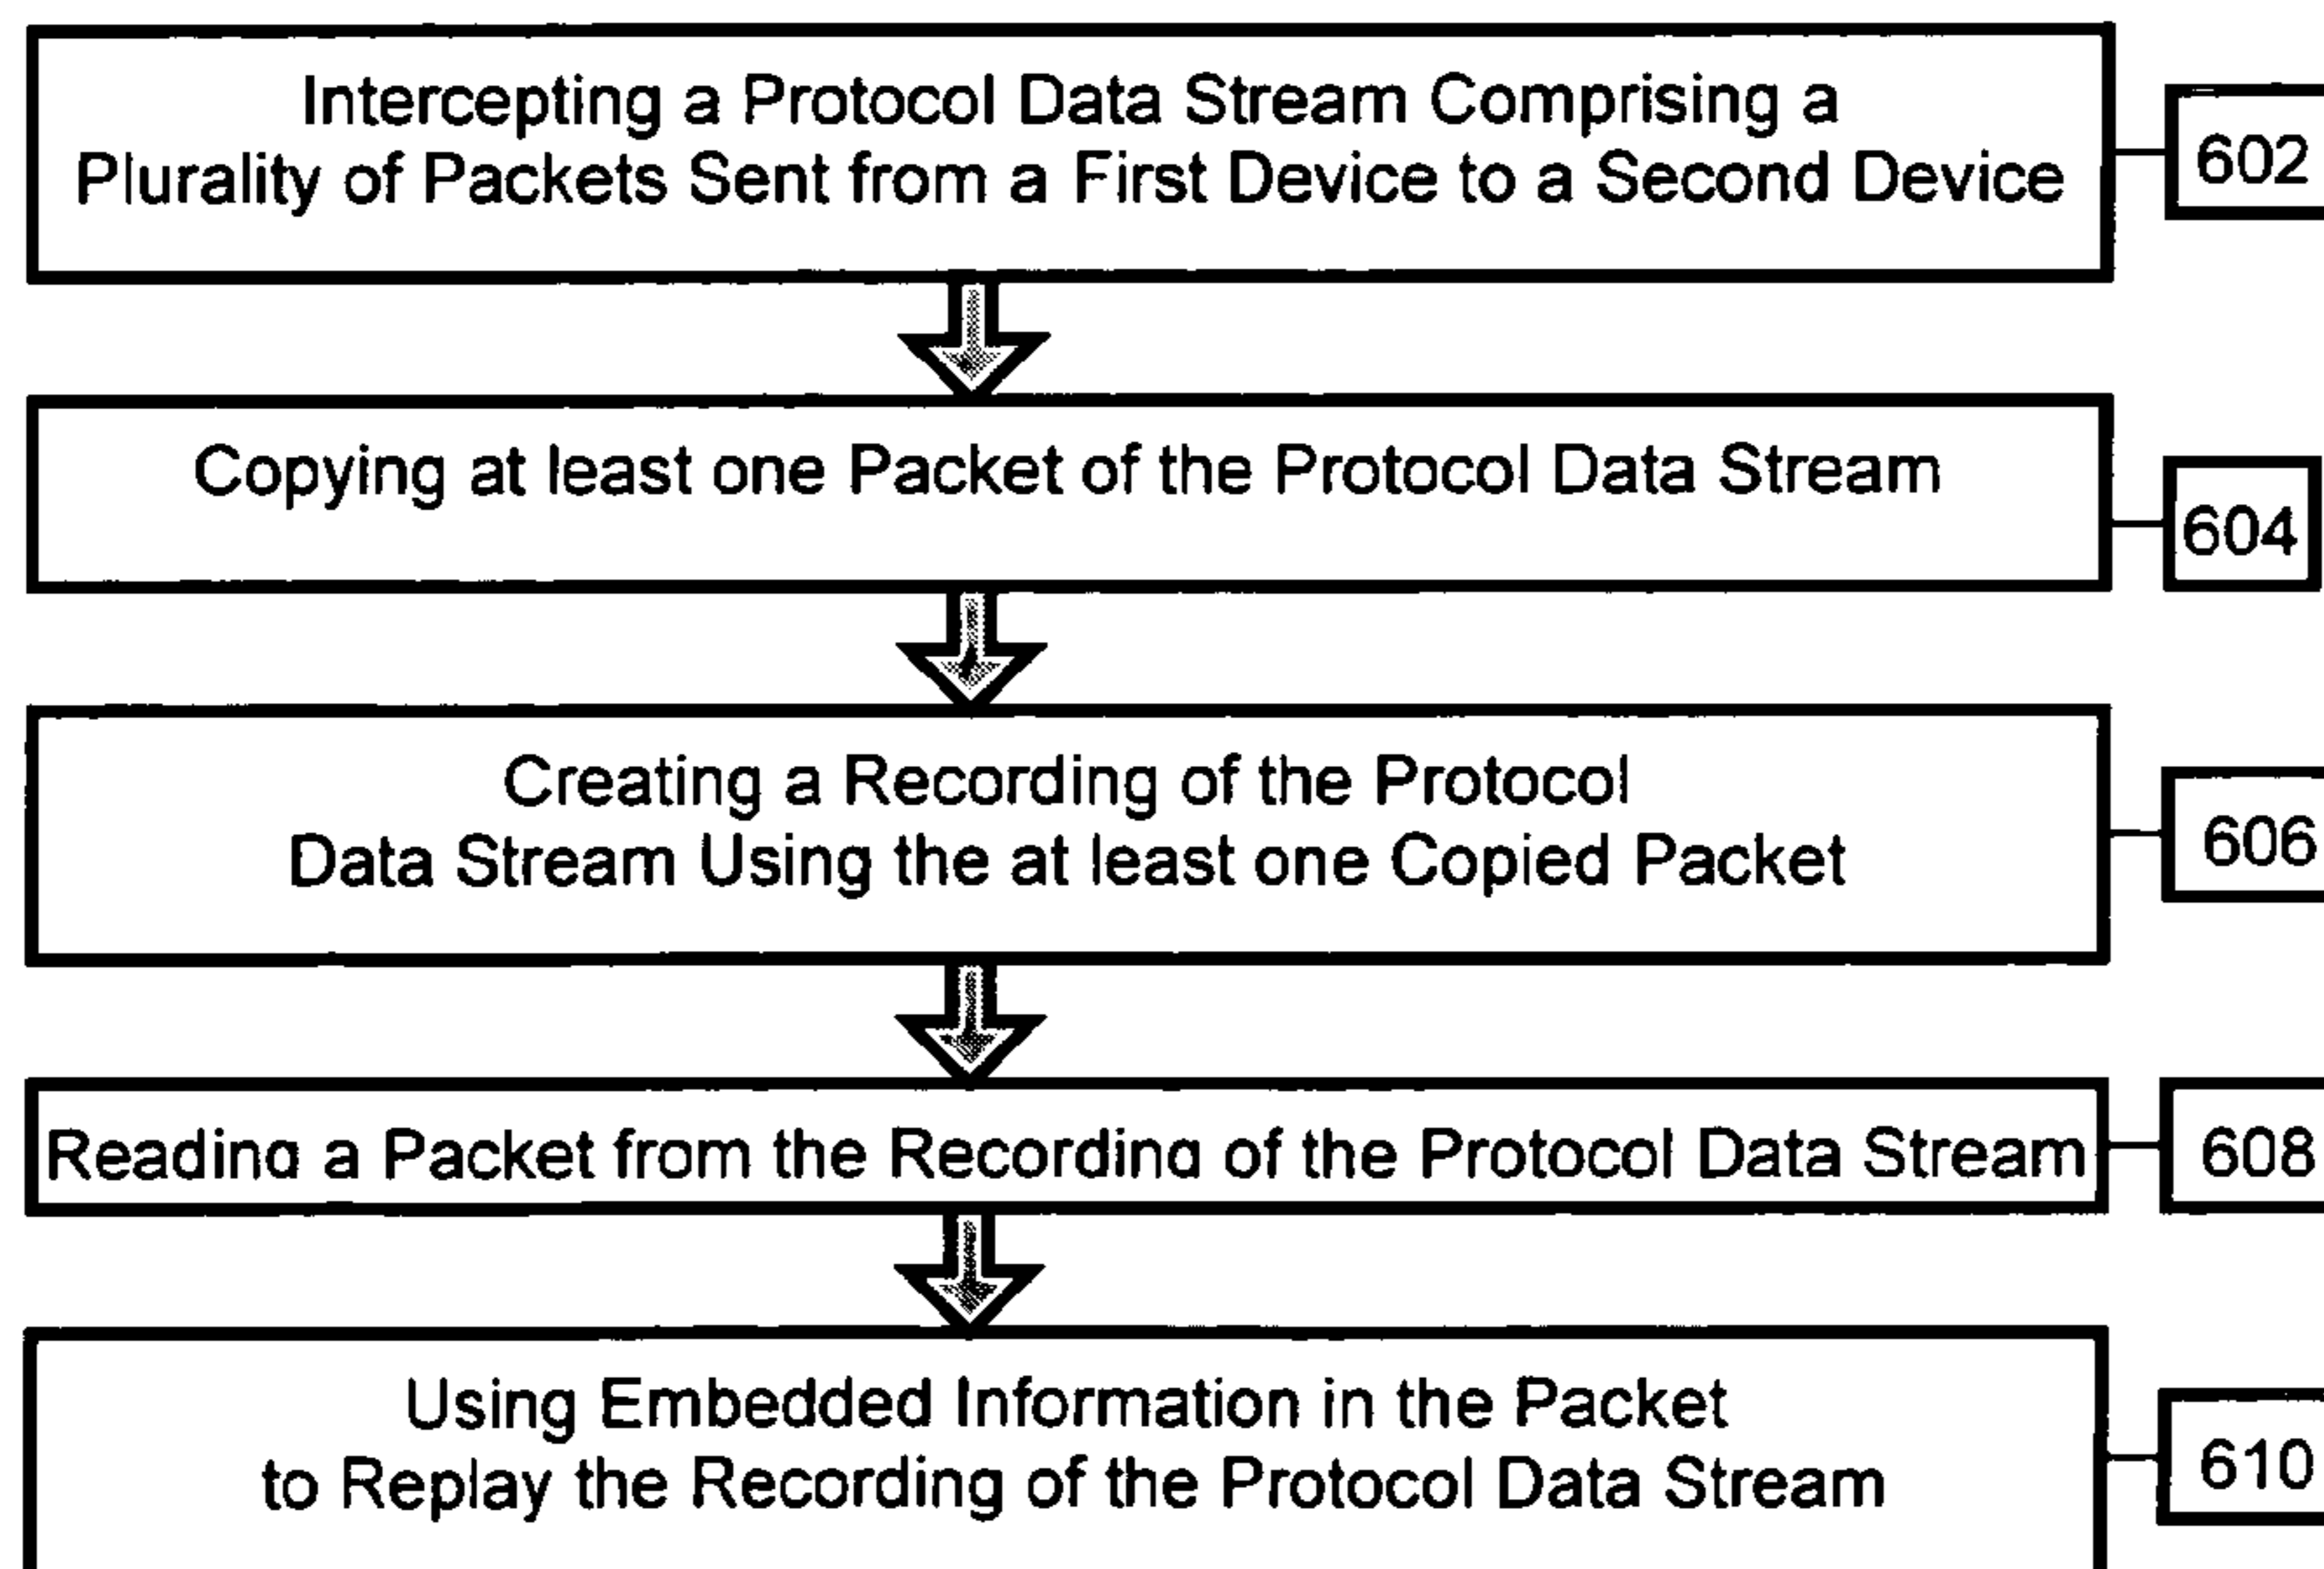 Intercepting a Protocol Data Stream Comprising a
Plurality of Packets Sent from a First Device to a Second Device
602
Copying at least one Packet of the Protocol Data Stream
604
Creating a Recording of the Protocol
Data Stream Using the at least one Copied Packet
606
Reading a Packet from the Recording of the Protocol Data Stream
608
Using Embedded Information in the Packet
to Replay the Recording of the Protocol Data Stream
610